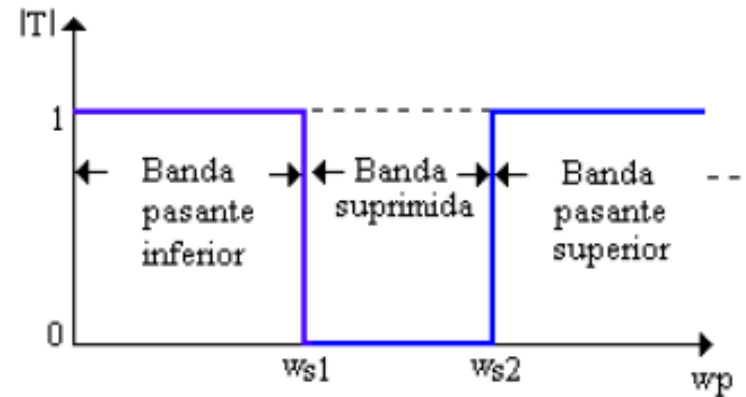 |T|
1
Banda
pasante
inferior
Banda
suprimida
Banda
pasante
superior
0
ws1
ws2
wp